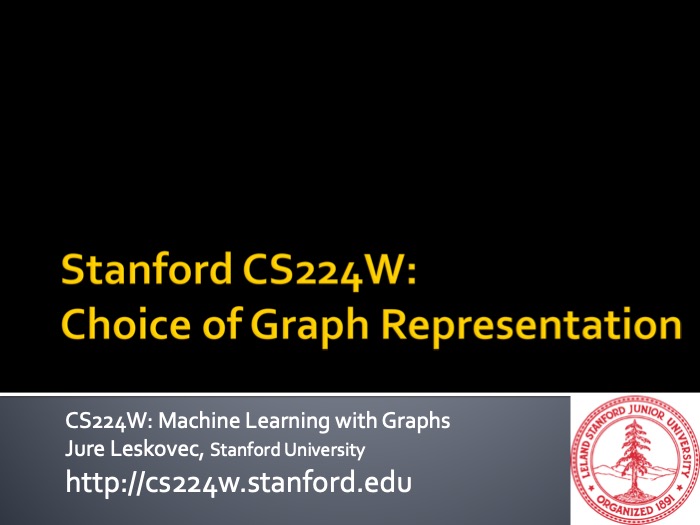 Stanford CS224W:
Choice of Graph Representation
CS224W: Machine Learning with Graphs
Jure Leskovec, Stanford University
http://cs224w.stanford.edu
LELAND STANFORD JUNIOR UNIVERSITY
ORGANIZED 1891